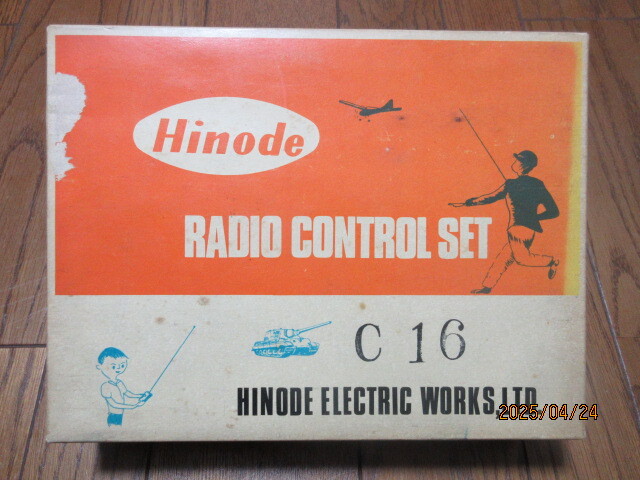 Hinode
RADIO CONTROL SET
C 16
HINODE ELECTRIC WORKS,LTD
2025/04/24